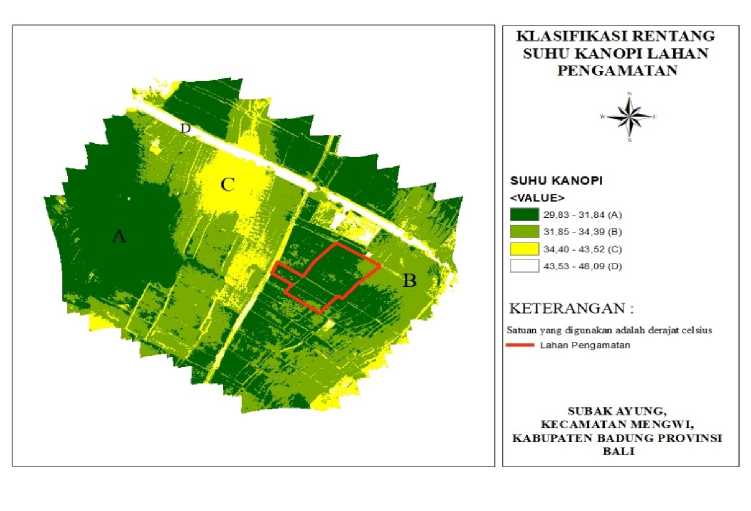 KLASIFIKASI RENTANG
SUHU KANOPI LAHAN
PENGAMATAN
N
W
E
S
D
C
A
B
SUHU KANOPI
<VALUE>
29,83 - 31,84 (A)
31,85 - 34,39 (B)
34,40 - 43,52 (C)
43,53 - 48,09 (D)
KETERANGAN :
Satuan yang digunakan adalah derajat celsius
Lahan Pengamatan
SUBAK AYUNG,
KECAMATAN MENGWI,
KABUPATEN BADUNG PROVINSI
BALI